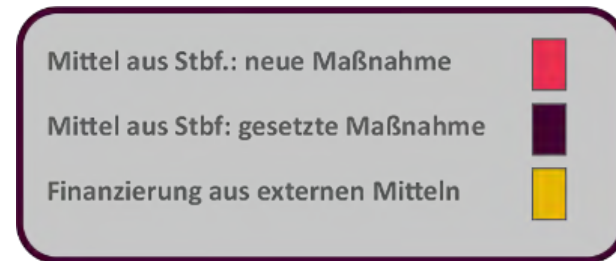 Mittel aus Stbf.: neue Maßnahme
Mittel aus Stbf: gesetzte Maßnahme
Finanzierung aus externen Mitteln